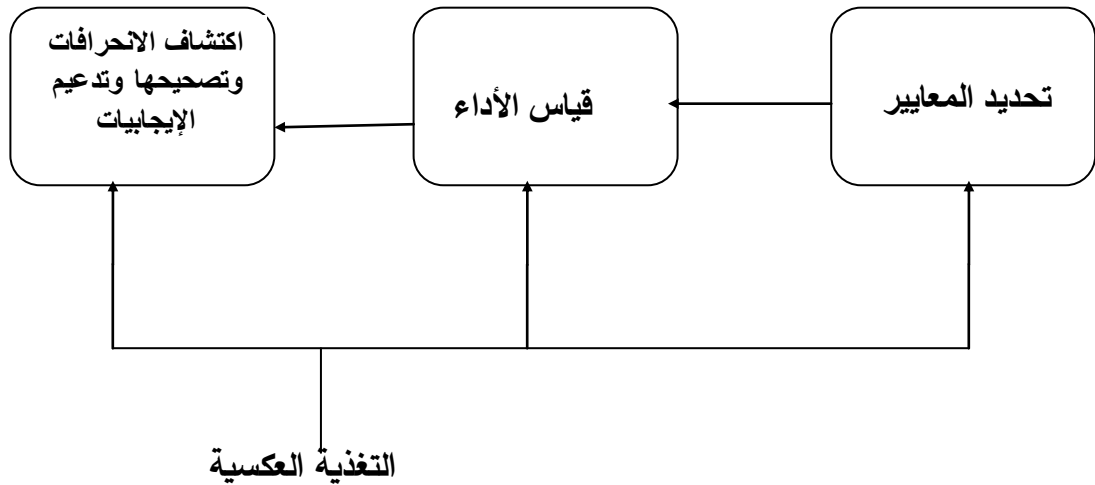 تحديد المعايير
قياس الأداء
اكتشاف الانحرافات
وتصحيحها وتدعيم
الإيجابيات
التغذية العكسية